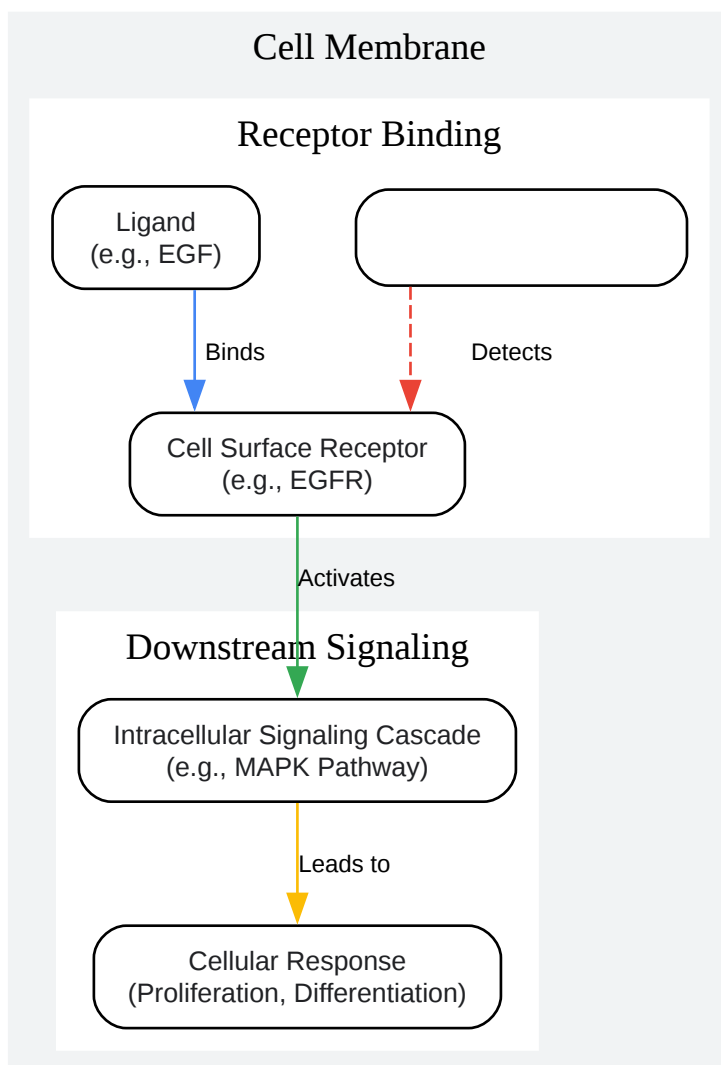 Cell Membrane
Receptor Binding
Ligand
(e.g., EGF)
Binds
Detects
Cell Surface Receptor
(e.g., EGFR)
Activates
Downstream Signaling
Intracellular Signaling Cascade
(e.g., MAPK Pathway)
Leads to
Cellular Response
(Proliferation, Differentiation)